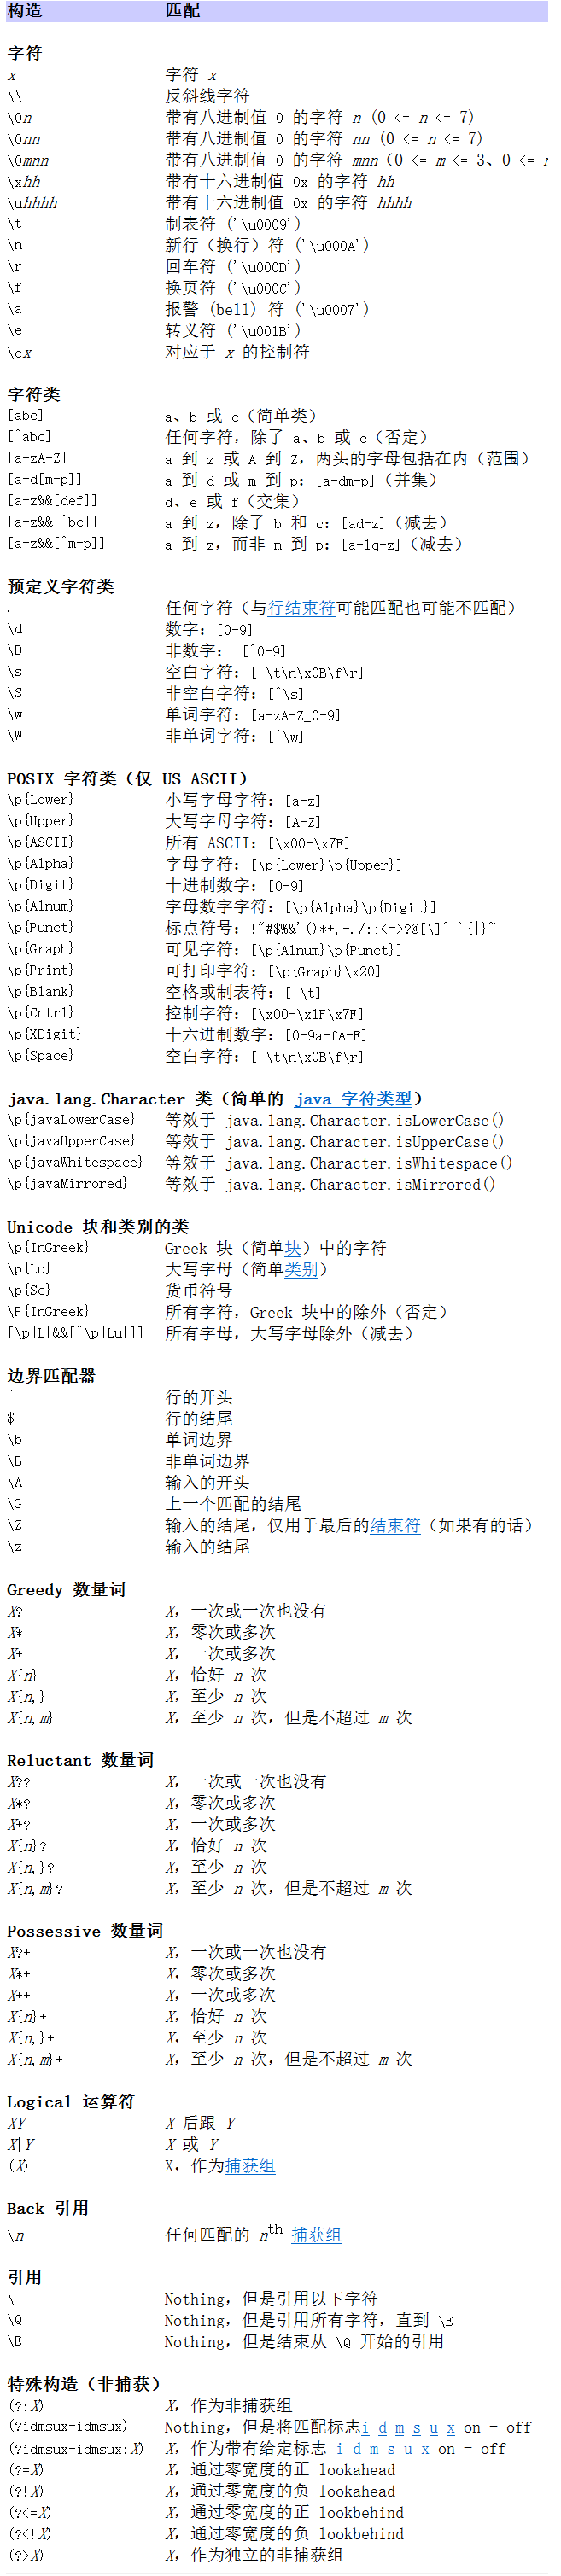 构造 匹配
字符
x 字符 x
\\ 反斜线字符
\0n 带有八进制值 0 的字符 n (0 <= n <= 7)
\0nn 带有八进制值 0 的字符 nn (0 <= n <= 7)
\0mnn 带有八进制值 0 的字符 mnn（0 <= m <= 3、0 <= n
\xhh 带有十六进制值 0x 的字符 hh
\uhhhh 带有十六进制值 0x 的字符 hhhh
\t 制表符 ('\u0009')
\n 新行（换行）符 ('\u000A')
\r 回车符 ('\u000D')
\f 换页符 ('\u000C')
\a 报警 (bell) 符 ('\u0007')
\e 转义符 ('\u001B')
\cx 对应于 x 的控制符
字符类
[abc] a、b 或 c（简单类）
[^abc] 任何字符，除了 a、b 或 c（否定）
[a-zA-Z] a 到 z 或 A 到 Z，两头的字母包括在内（范围）
[a-d[m-p]] a 到 d 或 m 到 p：[a-dm-p]（并集）
[a-z&&[def]] d、e 或 f（交集）
[a-z&&[^bc]] a 到 z，除了 b 和 c：[ad-z]（减去）
[a-z&&[^m-p]] a 到 z，而非 m 到 p：[a-lq-z]（减去）
预定义字符类
. 任何字符（与行结束符可能匹配也可能不匹配）
\d 数字：[0-9]
\D 非数字： [^0-9]
\s 空白字符：[ \t\n\x0B\f\r]
\S 非空白字符：[^\s]
\w 单词字符：[a-zA-Z_0-9]
\W 非单词字符：[^\w]
POSIX 字符类（仅 US-ASCII）
\p{Lower} 小写字母字符：[a-z]
\p{Upper} 大写字母字符：[A-Z]
\p{ASCII} 所有 ASCII：[\x00-\x7F]
\p{Alpha} 字母字符：[\p{Lower}\p{Upper}]
\p{Digit} 十进制数字：[0-9]
\p{Alnum} 字母数字字符：[\p{Alpha}\p{Digit}]
\p{Punct} 标点符号：!"#$%&'()*+,-./:;<=>?@[\]^_`{|}~
\p{Graph} 可见字符：[\p{Alnum}\p{Punct}]
\p{Print} 可打印字符：[\p{Graph}\x20]
\p{Blank} 空格或制表符：[ \t]
\p{Cntrl} 控制字符：[\x00-\x1F\x7F]
\p{XDigit} 十六进制数字：[0-9a-fA-F]
\p{Space} 空白字符：[ \t\n\x0B\f\r]
java.lang.Character 类（简单的 java 字符类型）
\p{javaLowerCase} 等效于 java.lang.Character.isLowerCase()
\p{javaUpperCase} 等效于 java.lang.Character.isUpperCase()
\p{javaWhitespace} 等效于 java.lang.Character.isWhitespace()
\p{javaMirrored} 等效于 java.lang.Character.isMirrored()
Unicode 块和类别的类
\p{InGreek} Greek 块（简单块）中的字符
\p{Lu} 大写字母（简单类别）
\p{Sc} 货币符号
\P{InGreek} 所有字符，Greek 块中的除外（否定）
[\p{L}&&[^\p{Lu}]] 所有字母，大写字母除外（减去）
边界匹配器
^ 行的开头
$ 行的结尾
\b 单词边界
\B 非单词边界
\A 输入的开头
\G 上一个匹配的结尾
\Z 输入的结尾，仅用于最后的结束符（如果有的话）
\z 输入的结尾
Greedy 数量词
X? X，一次或一次也没有
X* X，零次或多次
X+ X，一次或多次
X{n} X，恰好 n 次
X{n,} X，至少 n 次
X{n,m} X，至少 n 次，但是不超过 m 次
Reluctant 数量词
X?? X，一次或一次也没有
X*? X，零次或多次
X+? X，一次或多次
X{n}? X，恰好 n 次
X{n,}? X，至少 n 次
X{n,m}? X，至少 n 次，但是不超过 m 次
Possessive 数量词
X?+ X，一次或一次也没有
X*+ X，零次或多次
X++ X，一次或多次
X{n}+ X，恰好 n 次
X{n,}+ X，至少 n 次
X{n,m}+ X，至少 n 次，但是不超过 m 次
Logical 运算符
XY X 后跟 Y
X|Y X 或 Y
(X) X，作为捕获组
Back 引用
\n 任何匹配的 nth 捕获组
引用
\ Nothing，但是引用以下字符
\Q Nothing，但是引用所有字符，直到 \E
\E Nothing，但是结束从 \Q 开始的引用
特殊构造（非捕获）
(?:X) X，作为非捕获组
(?idmsux-idmsux) Nothing，但是将匹配标志i d m s u x on - off
(?idmsux-idmsux:X) X，作为带有给定标志 i d m s u x on - off
(?=X) X，通过零宽度的正 lookahead
(?!X) X，通过零宽度的负 lookahead
(?<=X) X，通过零宽度的正 lookbehind
(?<!X) X，通过零宽度的负 lookbehind
(?>X) X，作为独立的非捕获组